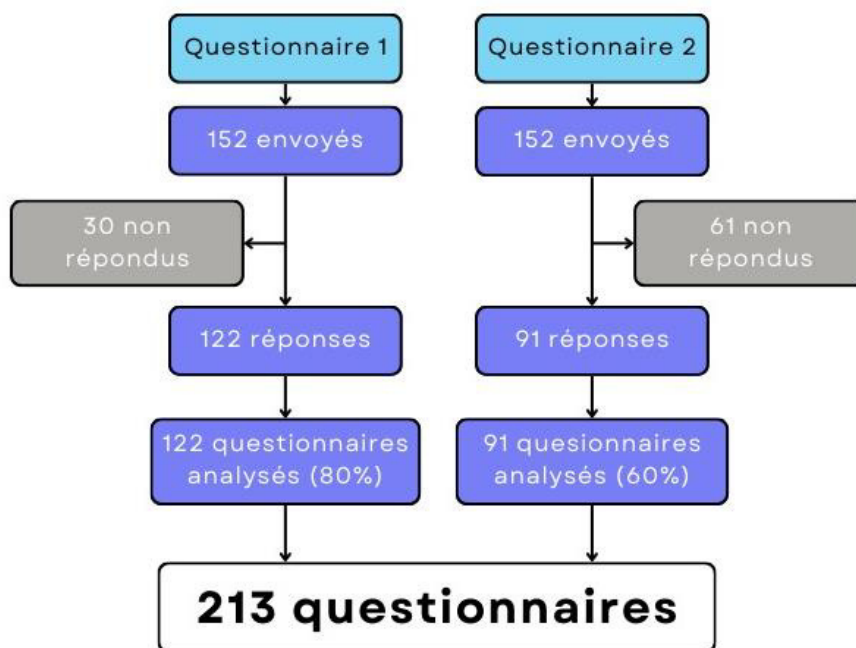 Questionnaire 1
Questionnaire 2
152 envoyés
152 envoyés
30 non
répondus
61 non
répondus
122 réponses
91 réponses
122 questionnaires
analysés (80%)
91 quesionnaires
analysés (60%)
213 questionnaires